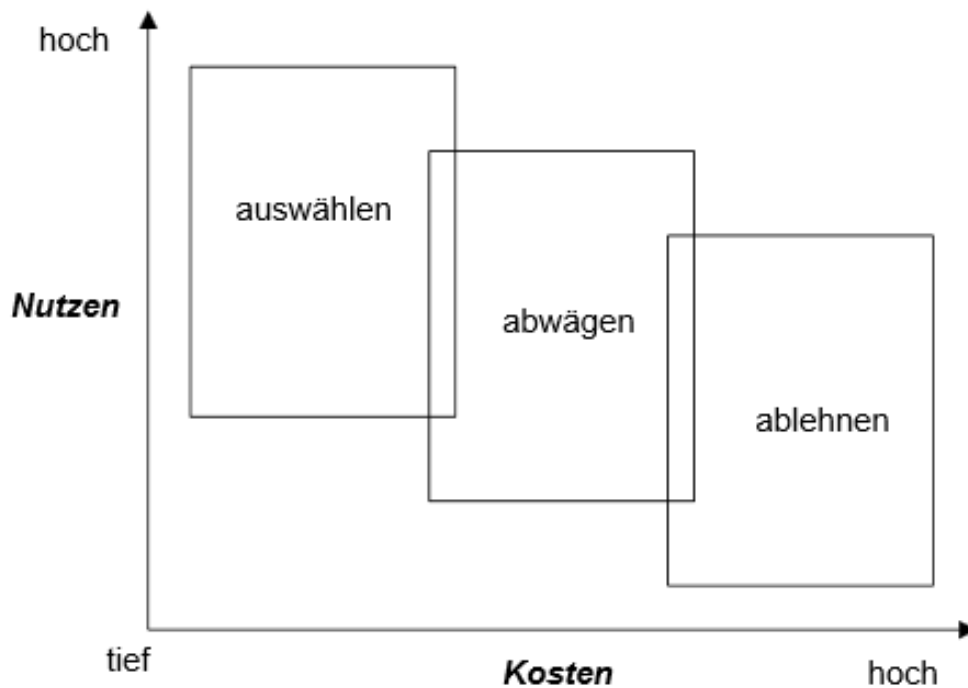 hoch
auswählen
Nutzen
abwägen
ablehnen
tief
Kosten
hoch